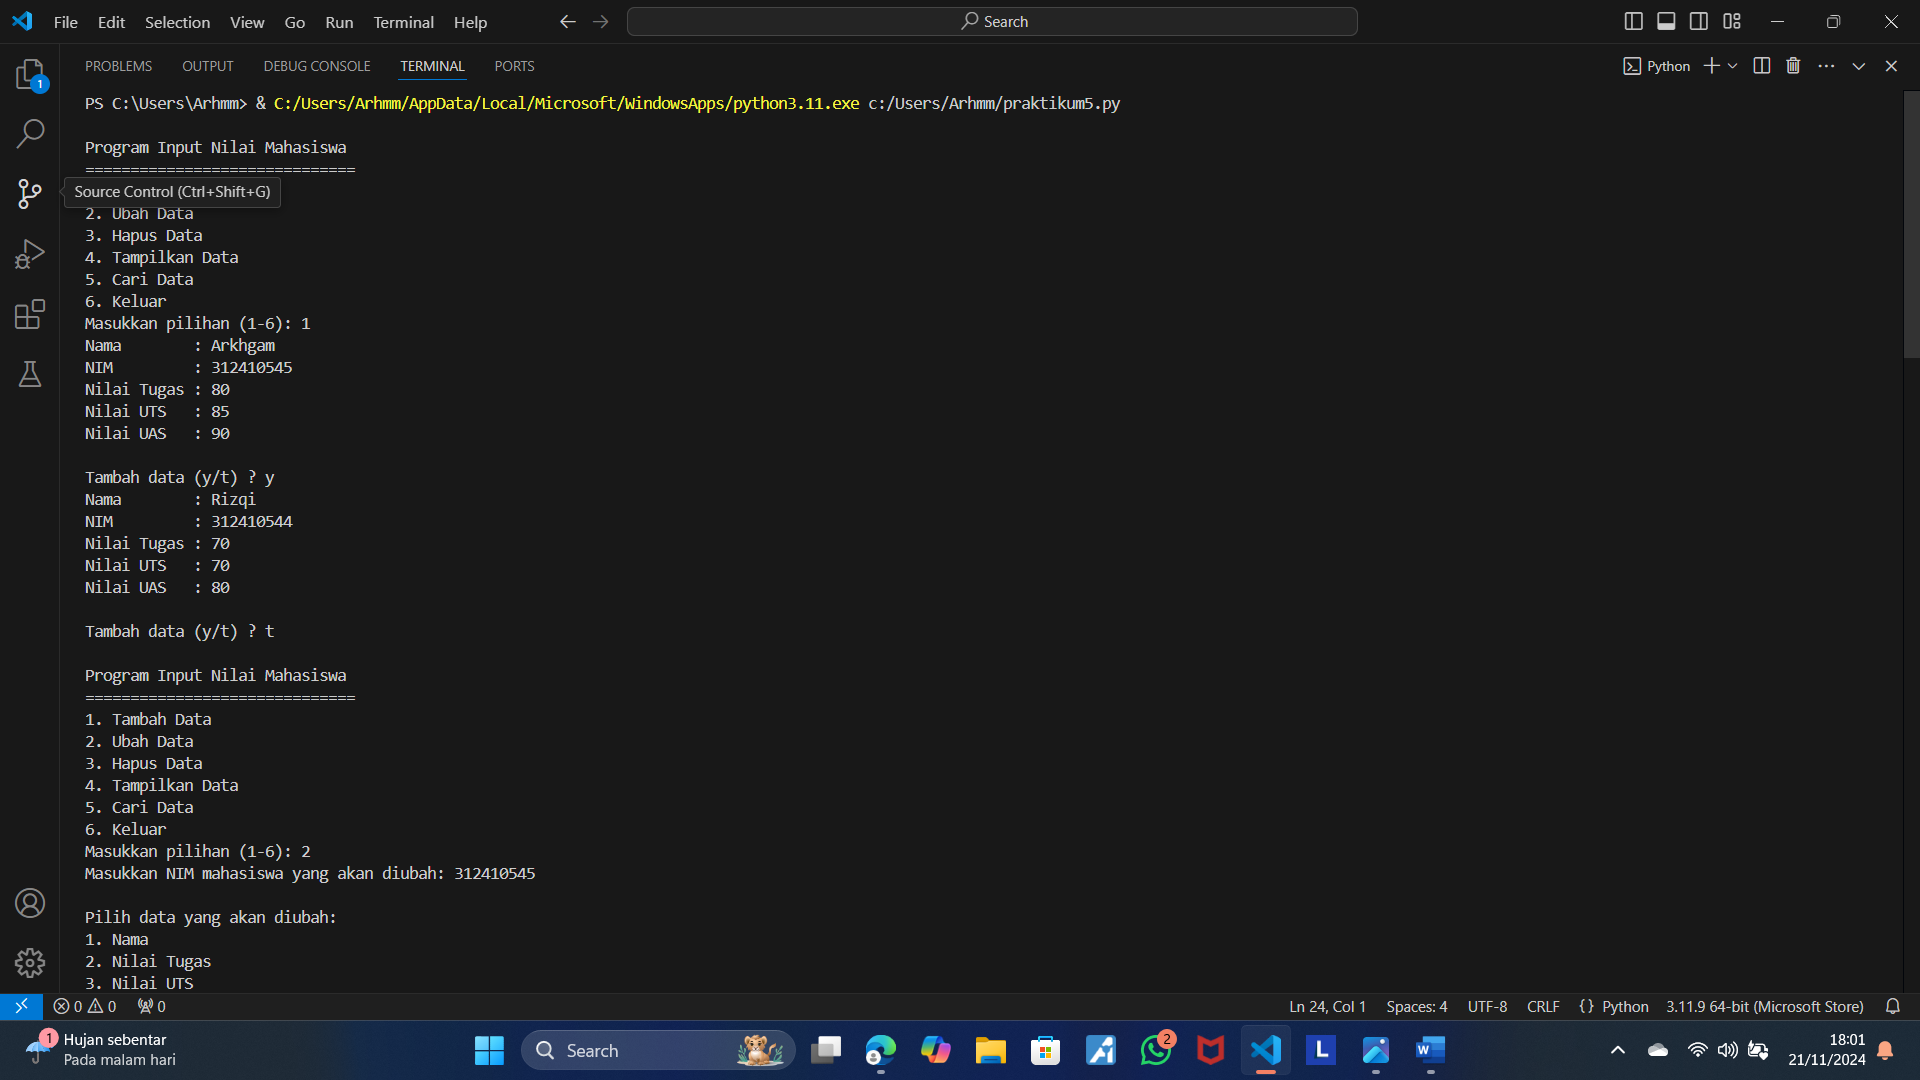 File Edit Selection View Go Run Terminal Help
Search
1
PROBLEMS OUTPUT DEBUG CONSOLE TERMINAL PORTS
Python
PS C:\Users\Arhmm> & C:/Users/Arhmm/AppData/Local/Microsoft/WindowsApps/python3.11.exe c:/Users/Arhmm/praktikum5.py
Program Input Nilai Mahasiswa
==============================
Source Control (Ctrl+Shift+G)
2. Ubah Data
3. Hapus Data
4. Tampilkan Data
5. Cari Data
6. Keluar
Masukkan pilihan (1-6): 1
Nama : Arkhgam
NIM : 312410545
Nilai Tugas : 80
Nilai UTS : 85
Nilai UAS : 90
Tambah data (y/t) ? y
Nama : Rizqi
NIM : 312410544
Nilai Tugas : 70
Nilai UTS : 70
Nilai UAS : 80
Tambah data (y/t) ? t
Program Input Nilai Mahasiswa
==============================
1. Tambah Data
2. Ubah Data
3. Hapus Data
4. Tampilkan Data
5. Cari Data
6. Keluar
Masukkan pilihan (1-6): 2
Masukkan NIM mahasiswa yang akan diubah: 312410545
Pilih data yang akan diubah:
1. Nama
2. Nilai Tugas
3. Nilai UTS
0 0 0
Ln 24, Col 1 Spaces: 4 UTF-8 CRLF {} Python 3.11.9 64-bit (Microsoft Store)
1 Hujan sebentar
Pada malam hari
Search
2
L
W
18:01
21/11/2024